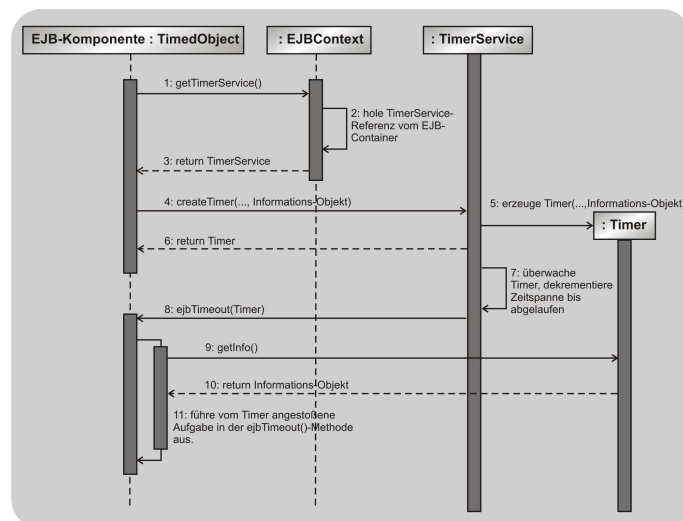 EJB-Komponente : TimedObject
: EJBContext
: TimerService
1: getTimerService()
2: hole TimerService-
Referenz vom EJB-
Container
3: return TimerService
4: createTimer(..., Informations-Objekt)
5: erzeuge Timer(...,Informations-Objekt
: Timer
6: return Timer
7: überwache
Timer, dekrementiere
Zeitspanne bis
abgelaufen
8: ejbTimeout(Timer)
9: getInfo()
10: return Informations-Objekt
11: führe vom Timer angestoßene
Aufgabe in der ejbTimeout()-Methode
aus.